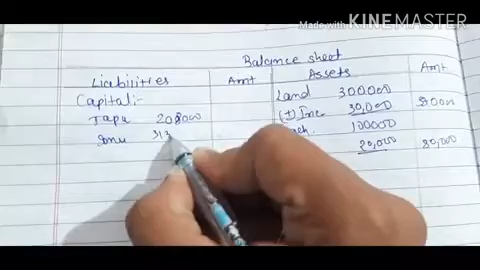 Made with KINEMASTER
Balance sheet
Liabilities Amt Assets Amt
Capital:- Land 300000
Tapu 208000 (+) Inc 30,000
Sonu 313 100000
20,000 80,000